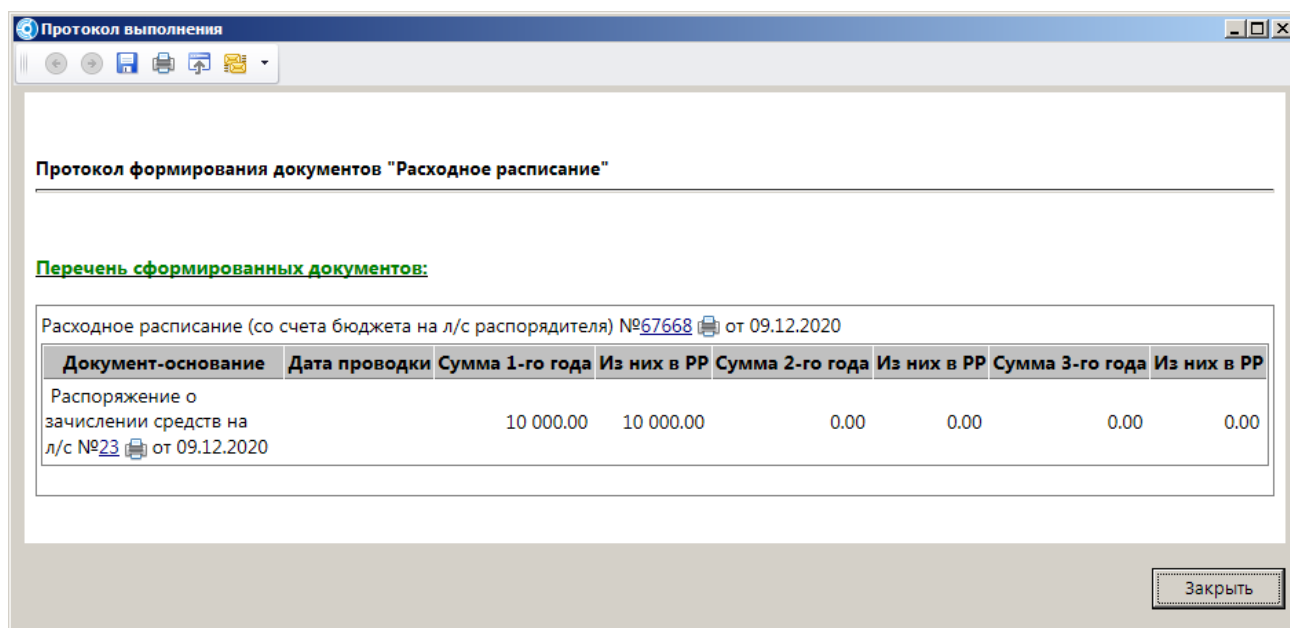 Протокол выполнения
Протокол формирования документов "Расходное расписание"
Перечень сформированных документов:
Расходное расписание (со счета бюджета на л/с распорядителя) №67668 от 09.12.2020
Документ-основание Дата проводки Сумма 1-го года Из них в РР Сумма 2-го года Из них в РР Сумма 3-го года Из них в РР
Распоряжение о
зачислении средств на 10 000.00 10 000.00 0.00 0.00 0.00 0.00
л/с №23 от 09.12.2020
Закрыть